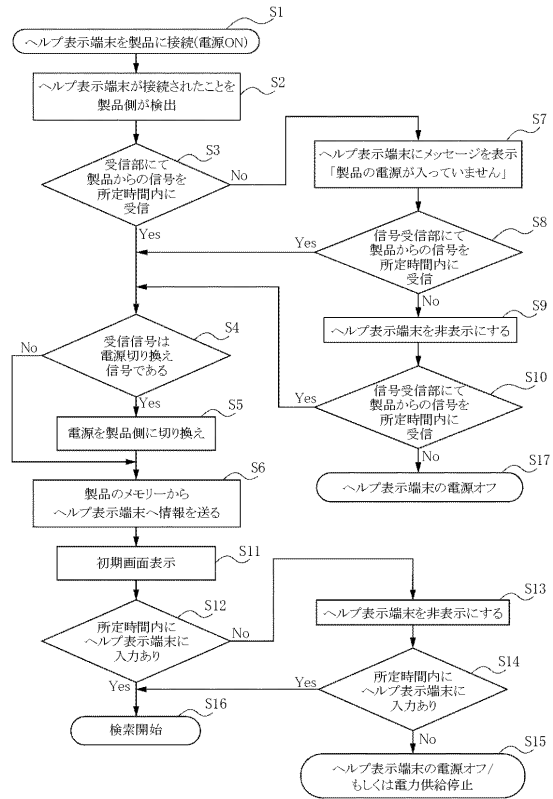 S1
ヘルプ表示端末を製品に接続(電源ON)
S2
ヘルプ表示端末が接続されたことを
製品側が検出
S3
受信部にて
製品からの信号を
所定時間内に
受信
No
Yes
S7
ヘルプ表示端末にメッセージを表示
「製品の電源が入っていません」
S8
信号受信部にて
製品からの信号を
所定時間内に
受信
Yes
No
S9
ヘルプ表示端末を非表示にする
S4
受信信号は
電源切り換え
信号である
No
Yes
S10
信号受信部にて
製品からの信号を
所定時間内に
受信
Yes
No
S5
電源を製品側に切り換え
S17
ヘルプ表示端末の電源オフ
S6
製品のメモリーから
ヘルプ表示端末へ情報を送る
S11
初期画面表示
S12
所定時間内に
ヘルプ表示端末に
入力あり
No
Yes
S13
ヘルプ表示端末を非表示にする
S14
所定時間内に
ヘルプ表示端末に
入力あり
Yes
No
S16
検索開始
S15
ヘルプ表示端末の電源オフ/
もしくは電力供給停止